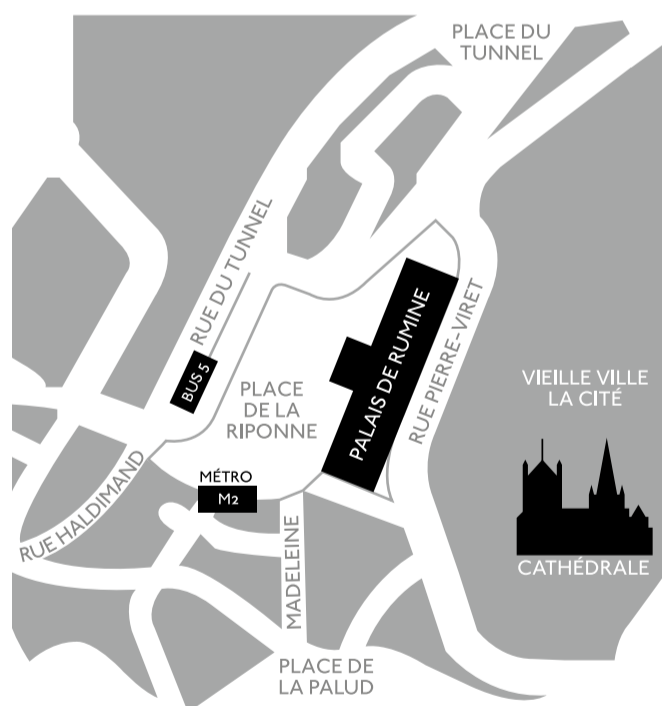 PLACE DU
TUNNEL
RUE DU TUNNEL
BUS 5
PALAIS DE RUMINE
RUE PIERRE-VIRET
PLACE
DE LA
RIPONNE
VIEILLE VILLE
LA CITÉ
MÉTRO
M2
RUE HALDIMAND
MADELEINE
CATHÉDRALE
PLACE DE
LA PALUD